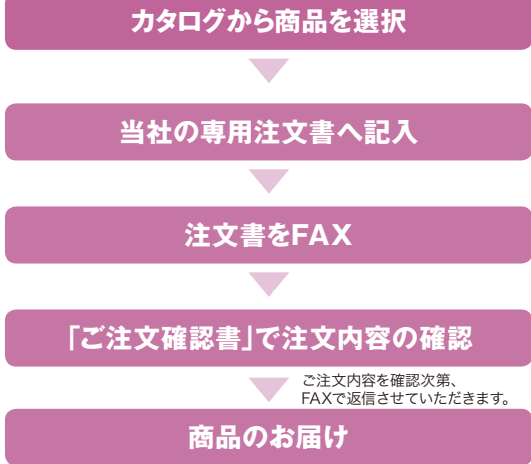 カタログから商品を選択
当社の専用注文書へ記入
注文書をFAX
「ご注文確認書」で注文内容の確認
ご注文内容を確認次第、
FAXで返信させていただきます。
商品のお届け